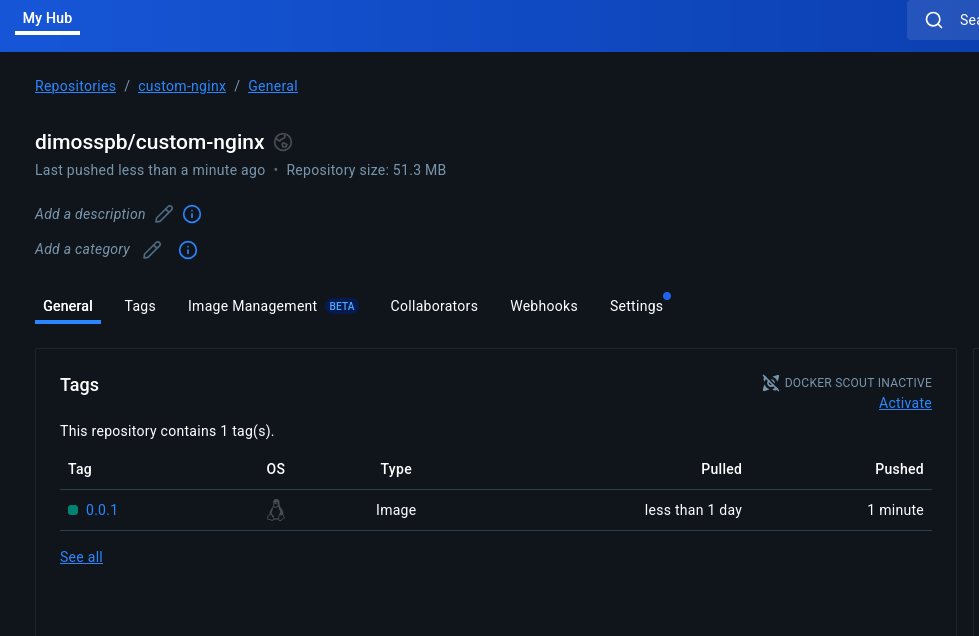 My Hub
Repositories / custom-nginx / General
dimosspb/custom-nginx
Last pushed less than a minute ago • Repository size: 51.3 MB
Add a description
Add a category
General Tags Image Management BETA Collaborators Webhooks Settings
Tags
DOCKER SCOUT INACTIVE
Activate
This repository contains 1 tag(s).
Tag OS Type Pulled Pushed
0.0.1 Image less than 1 day 1 minute
See all